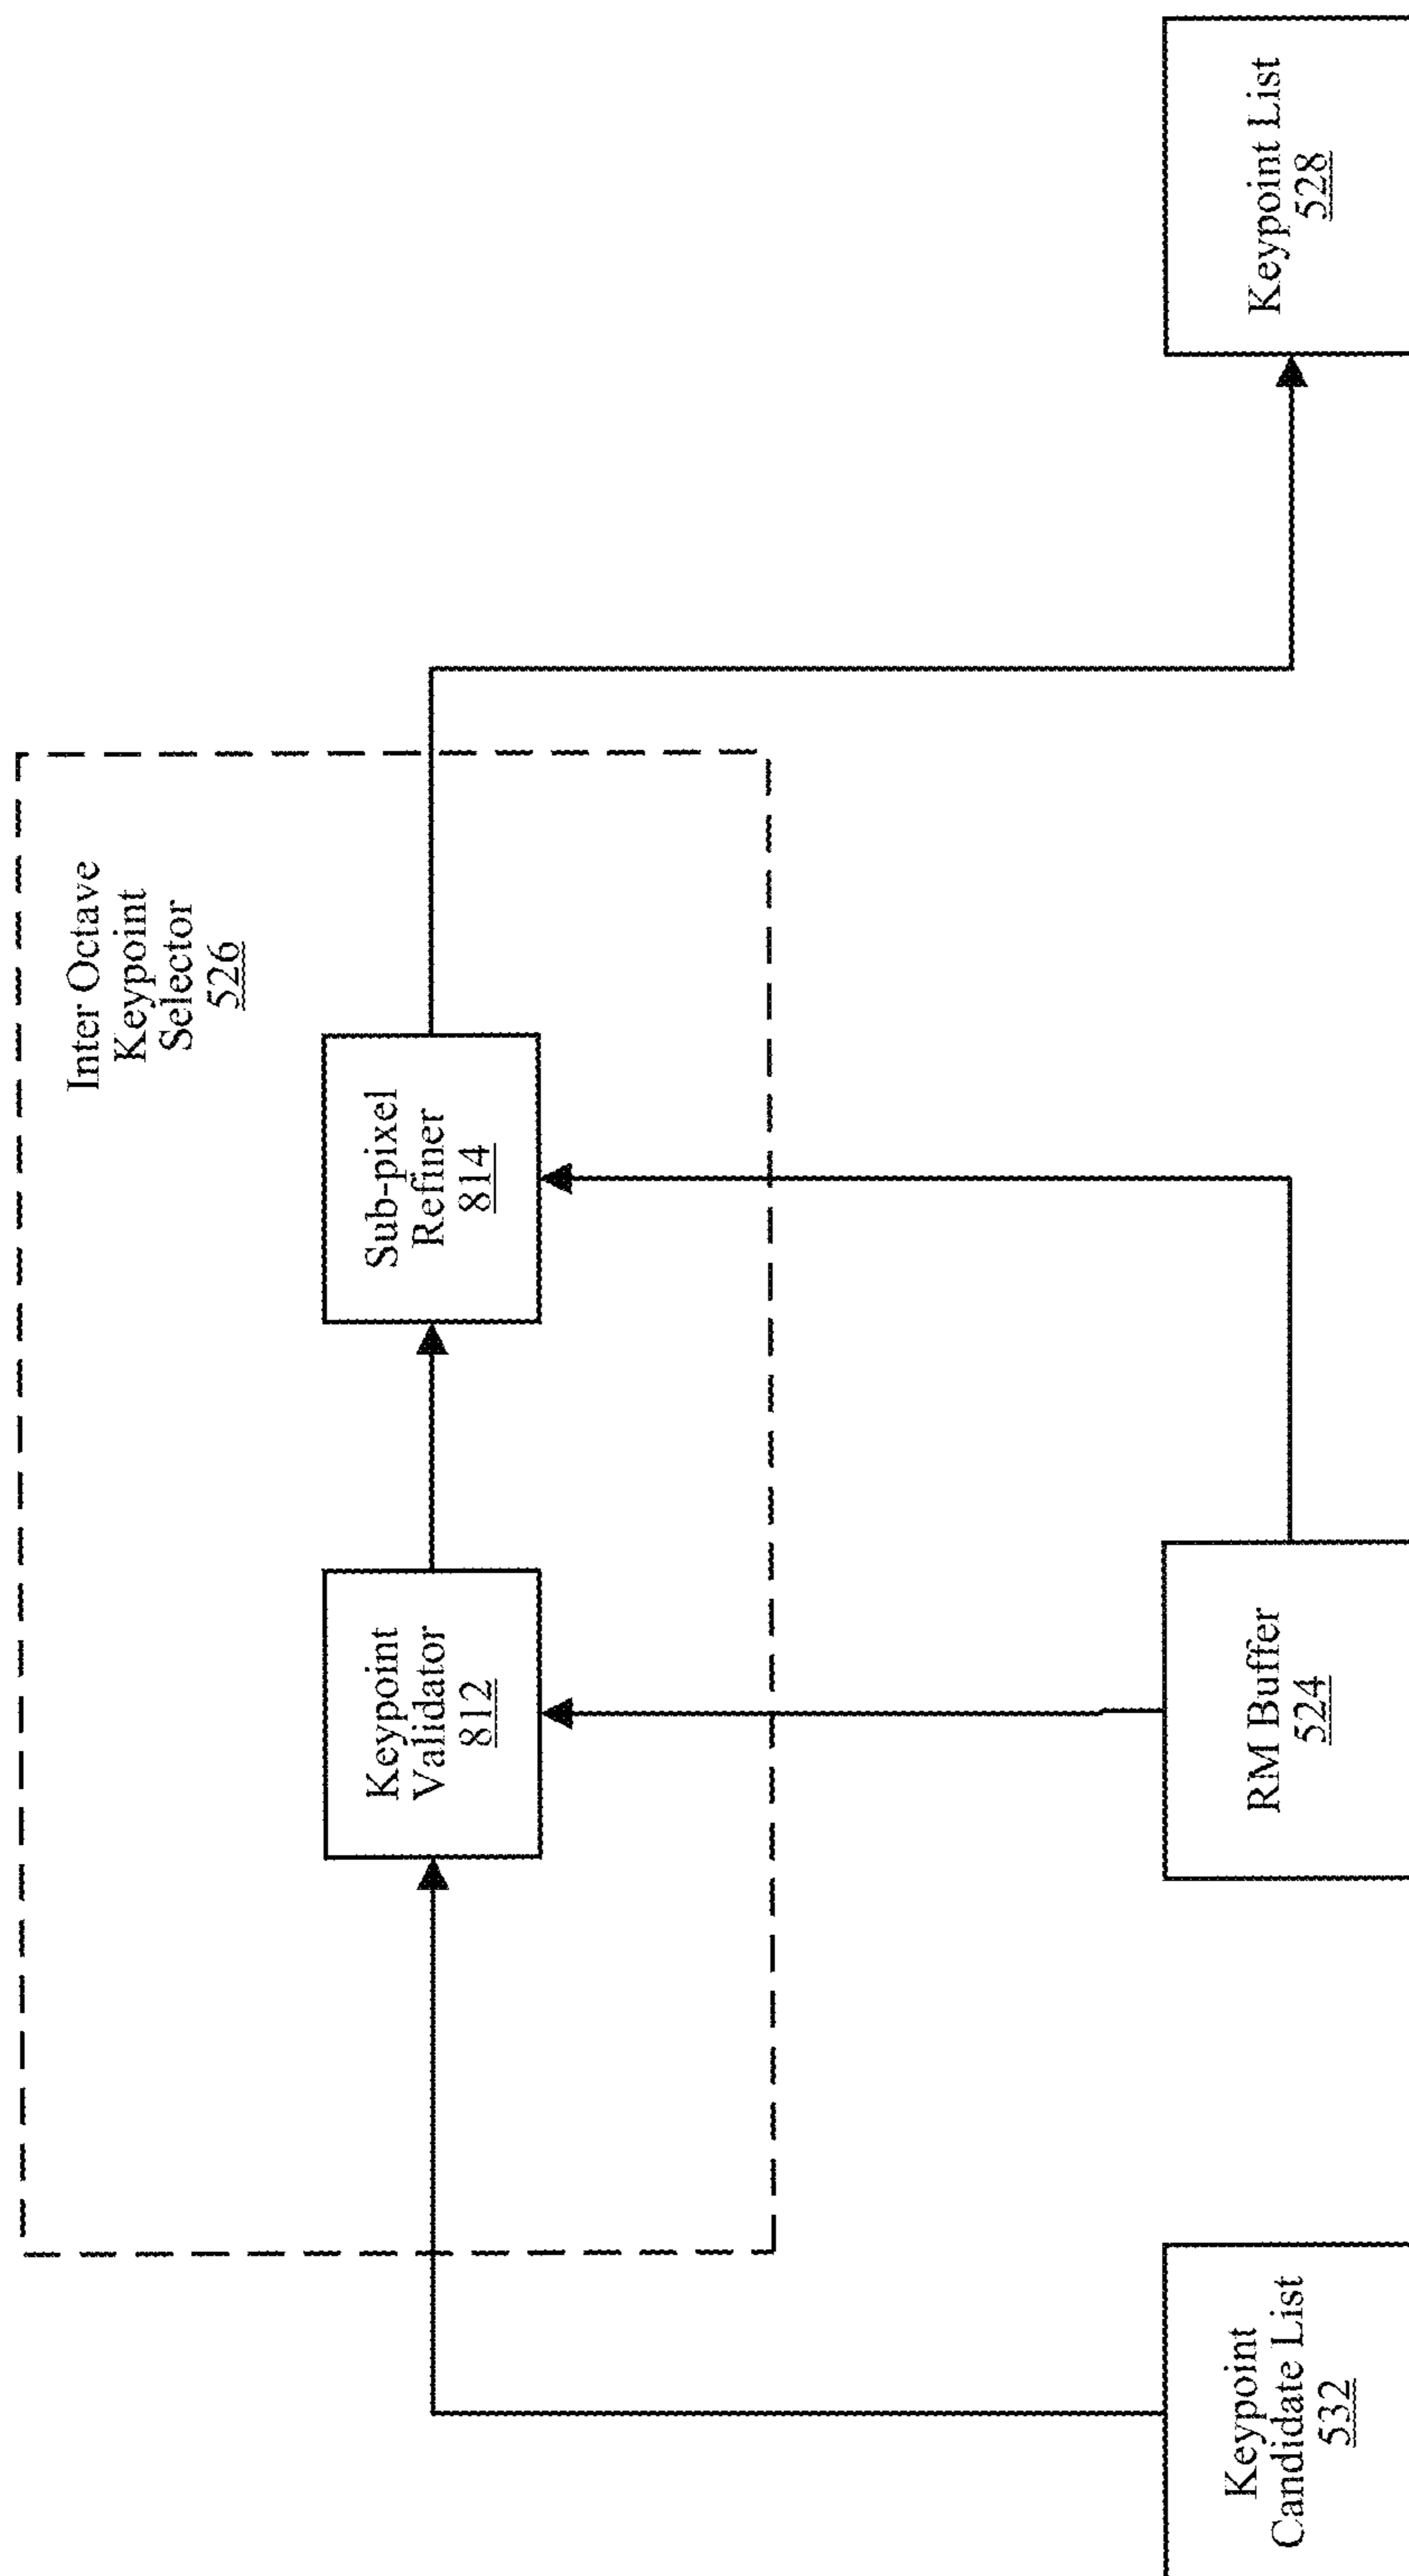 Inter Octave
Keypoint
Selector
526
Keypoint
Validator
812
Sub-pixel
Refiner
814
Keypoint
Candidate List
532
RM Buffer
524
Keypoint List
528